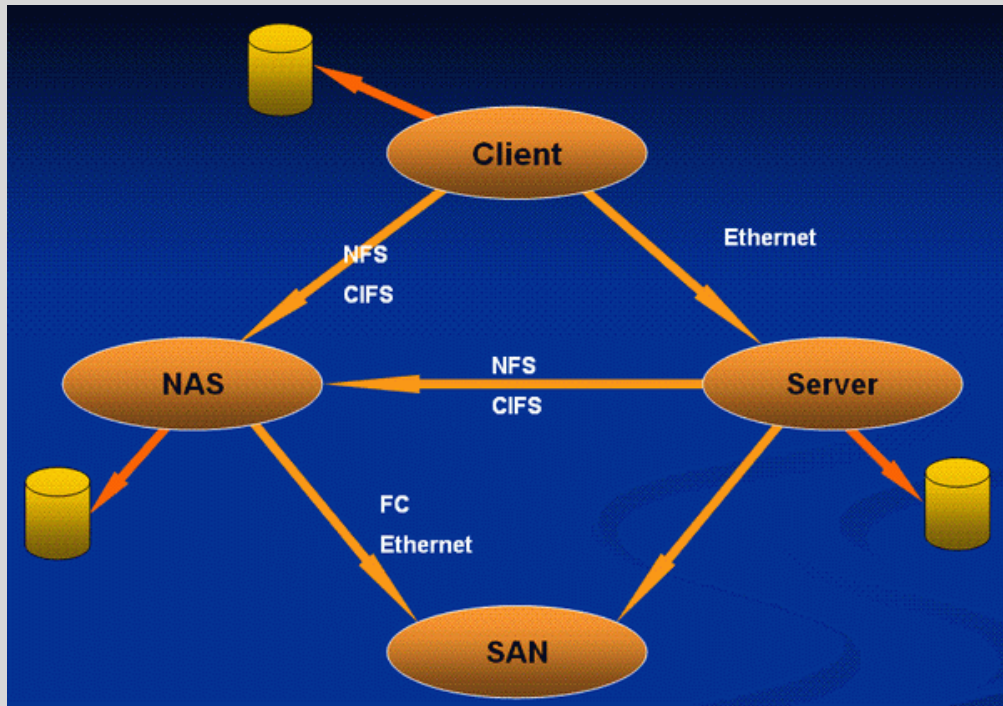 Client
Ethernet
NFS
CIFS
NFS
NAS
Server
CIFS
FC
Ethernet
SAN